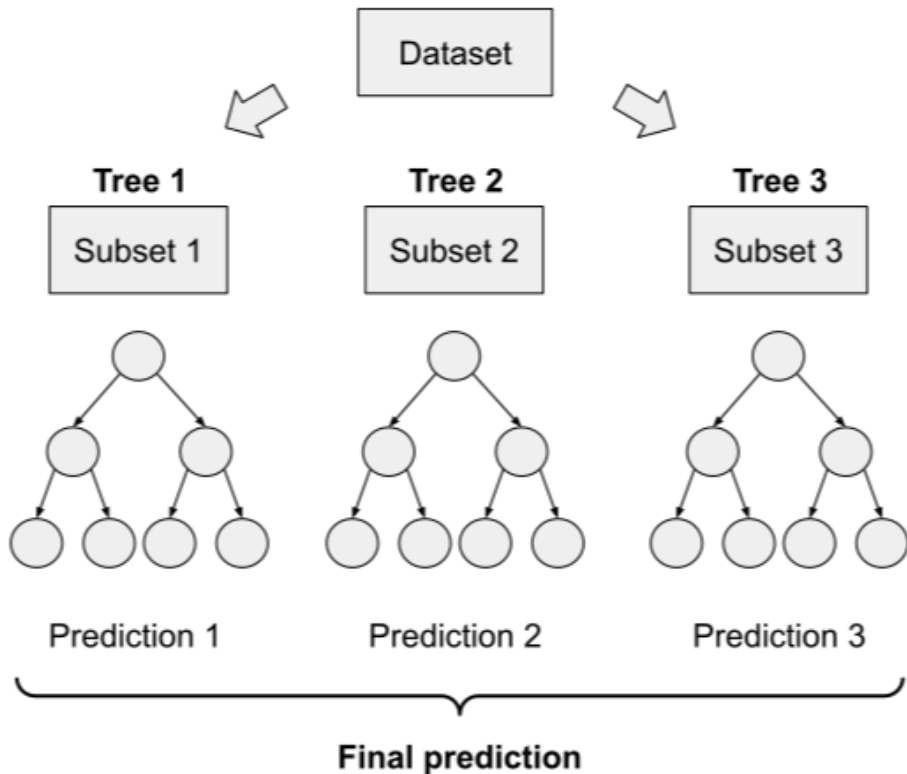 Dataset
Tree 1
Tree 2
Tree 3
Subset 1
Subset 2
Subset 3
Prediction 1
Prediction 2
Prediction 3
Final prediction